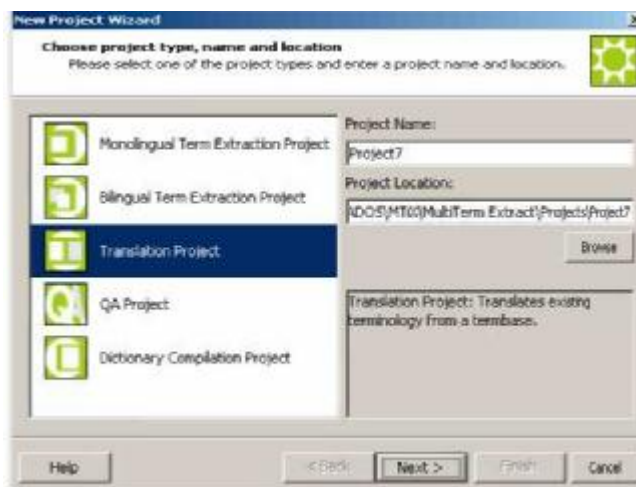 New Project Wizard
Choose project type, name and location
Please select one of the project types and enter a project name and location.
Monolingual Term Extraction Project
Bilingual Term Extraction Project
Translation Project
QA Project
Dictionary Compilation Project
Project Name:
Project7
Project Location:
ADOS\MT00\MultiTerm Extract\Projects\Project7
Browse
Translation Project: Translates existing
terminology from a termbase.
Help
< Back
Next >
Finish
Cancel